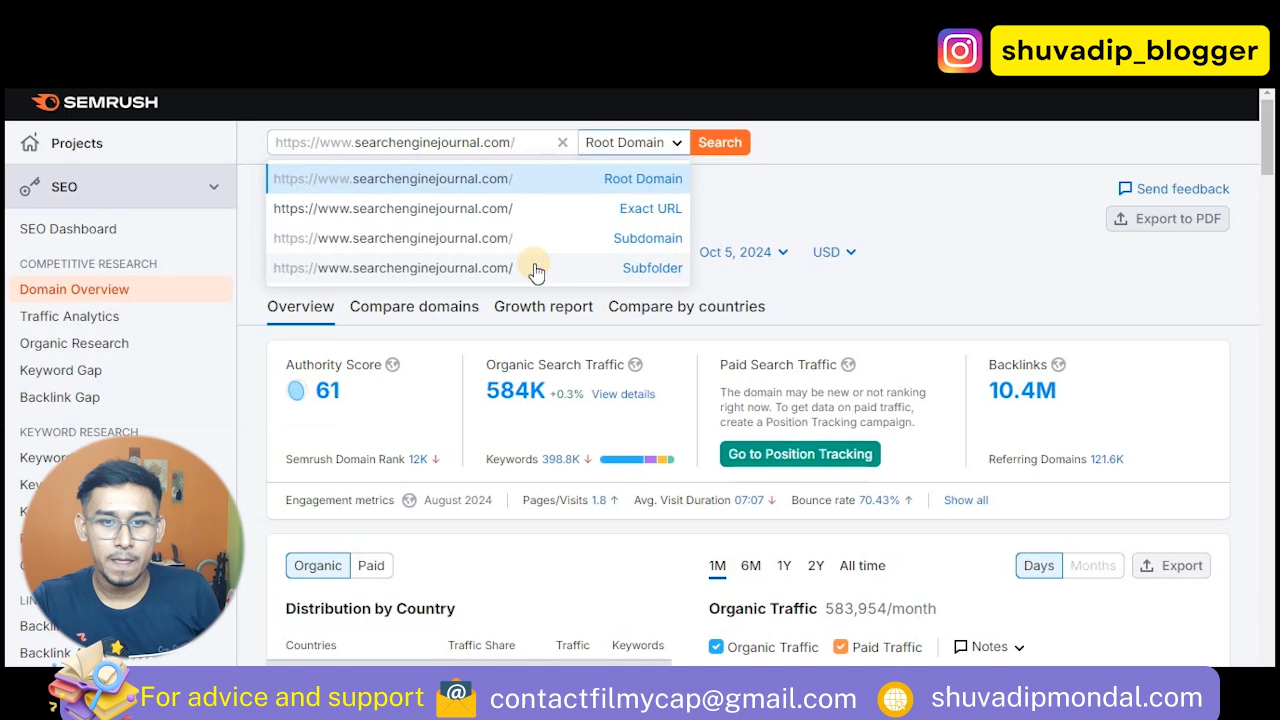 shuvadip_blogger
SEMRUSH
Projects
https://www.searchenginejournal.com/
Root Domain
Search
SEO
https://www.searchenginejournal.com/ Root Domain
https://www.searchenginejournal.com/ Exact URL
https://www.searchenginejournal.com/ Subdomain
https://www.searchenginejournal.com/ Subfolder
Send feedback
Export to PDF
Oct 5, 2024
USD
SEO Dashboard
COMPETITIVE RESEARCH
Domain Overview
Traffic Analytics
Organic Research
Keyword Gap
Backlink Gap
KEYWORD RESEARCH
Overview Compare domains Growth report Compare by countries
Authority Score
61
Semrush Domain Rank 12K
Organic Search Traffic
584K +0.3% View details
Keywords 398.8K
Paid Search Traffic
The domain may be new or not ranking
right now. To get data on paid traffic,
create a Position Tracking campaign.
Go to Position Tracking
Backlinks
10.4M
Referring Domains 121.6K
Engagement metrics August 2024 Pages/Visits 1.8 Avg. Visit Duration 07:07 Bounce rate 70.43% Show all
Organic Paid
1M 6M 1Y 2Y All time
Days Months
Export
Distribution by Country
Organic Traffic 583,954/month
Countries Traffic Share Traffic Keywords
Organic Traffic Paid Traffic Notes
For advice and support
contactfilmycap@gmail.com
shuvadipmondal.com